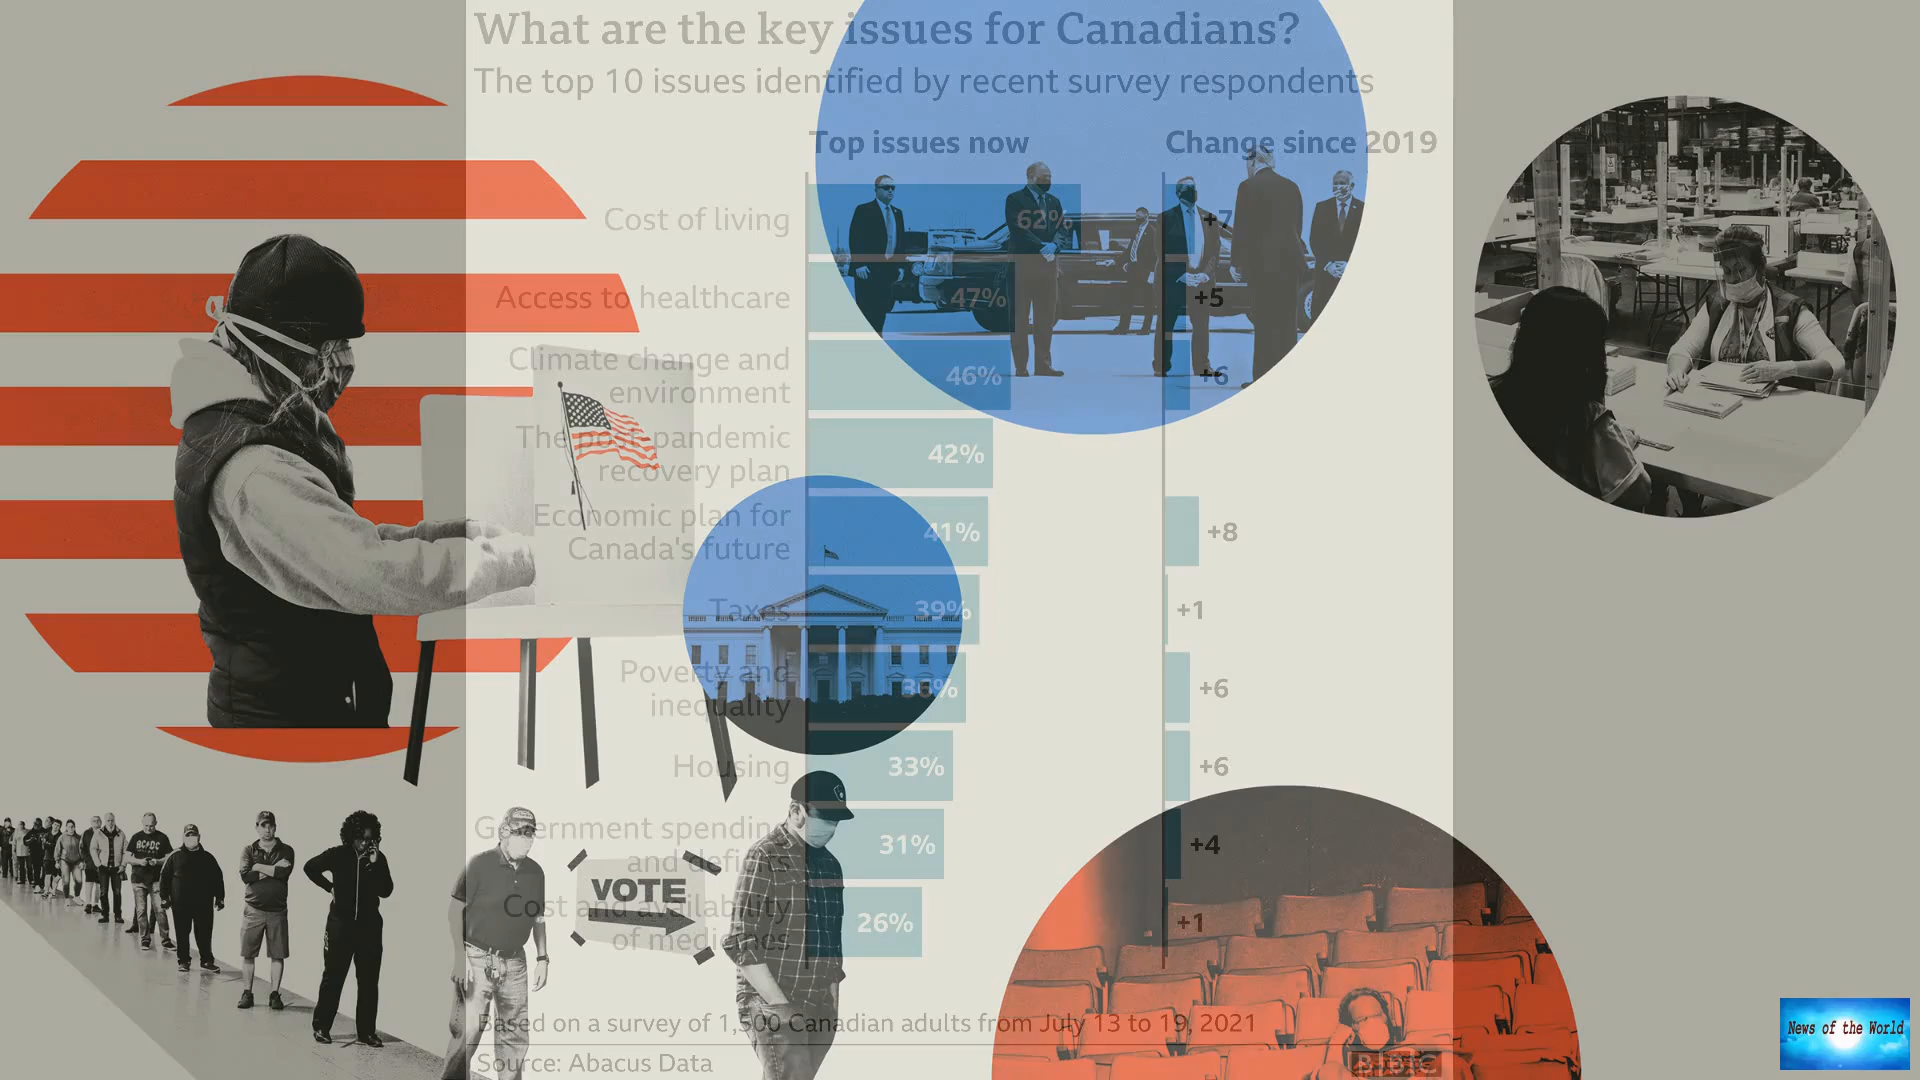 What are the key issues for Canadians?
The top 10 issues identified by recent survey respondents
Top issues now
Change since 2019
Cost of living
62%
+7
Access to healthcare
47%
+5
Climate change and
environment
46%
+6
The post-pandemic
recovery plan
42%
Economic plan for
Canada's future
41%
+8
Taxes
39%
+1
Poverty and
inequality
36%
+6
Housing
33%
+6
Government spending
and deficits
31%
+4
Cost and availability
of medicines
26%
+1
VOTE
AC/DC
Based on a survey of 1,500 Canadian adults from July 13 to 19, 2021
Source: Abacus Data
BBC
News of the World